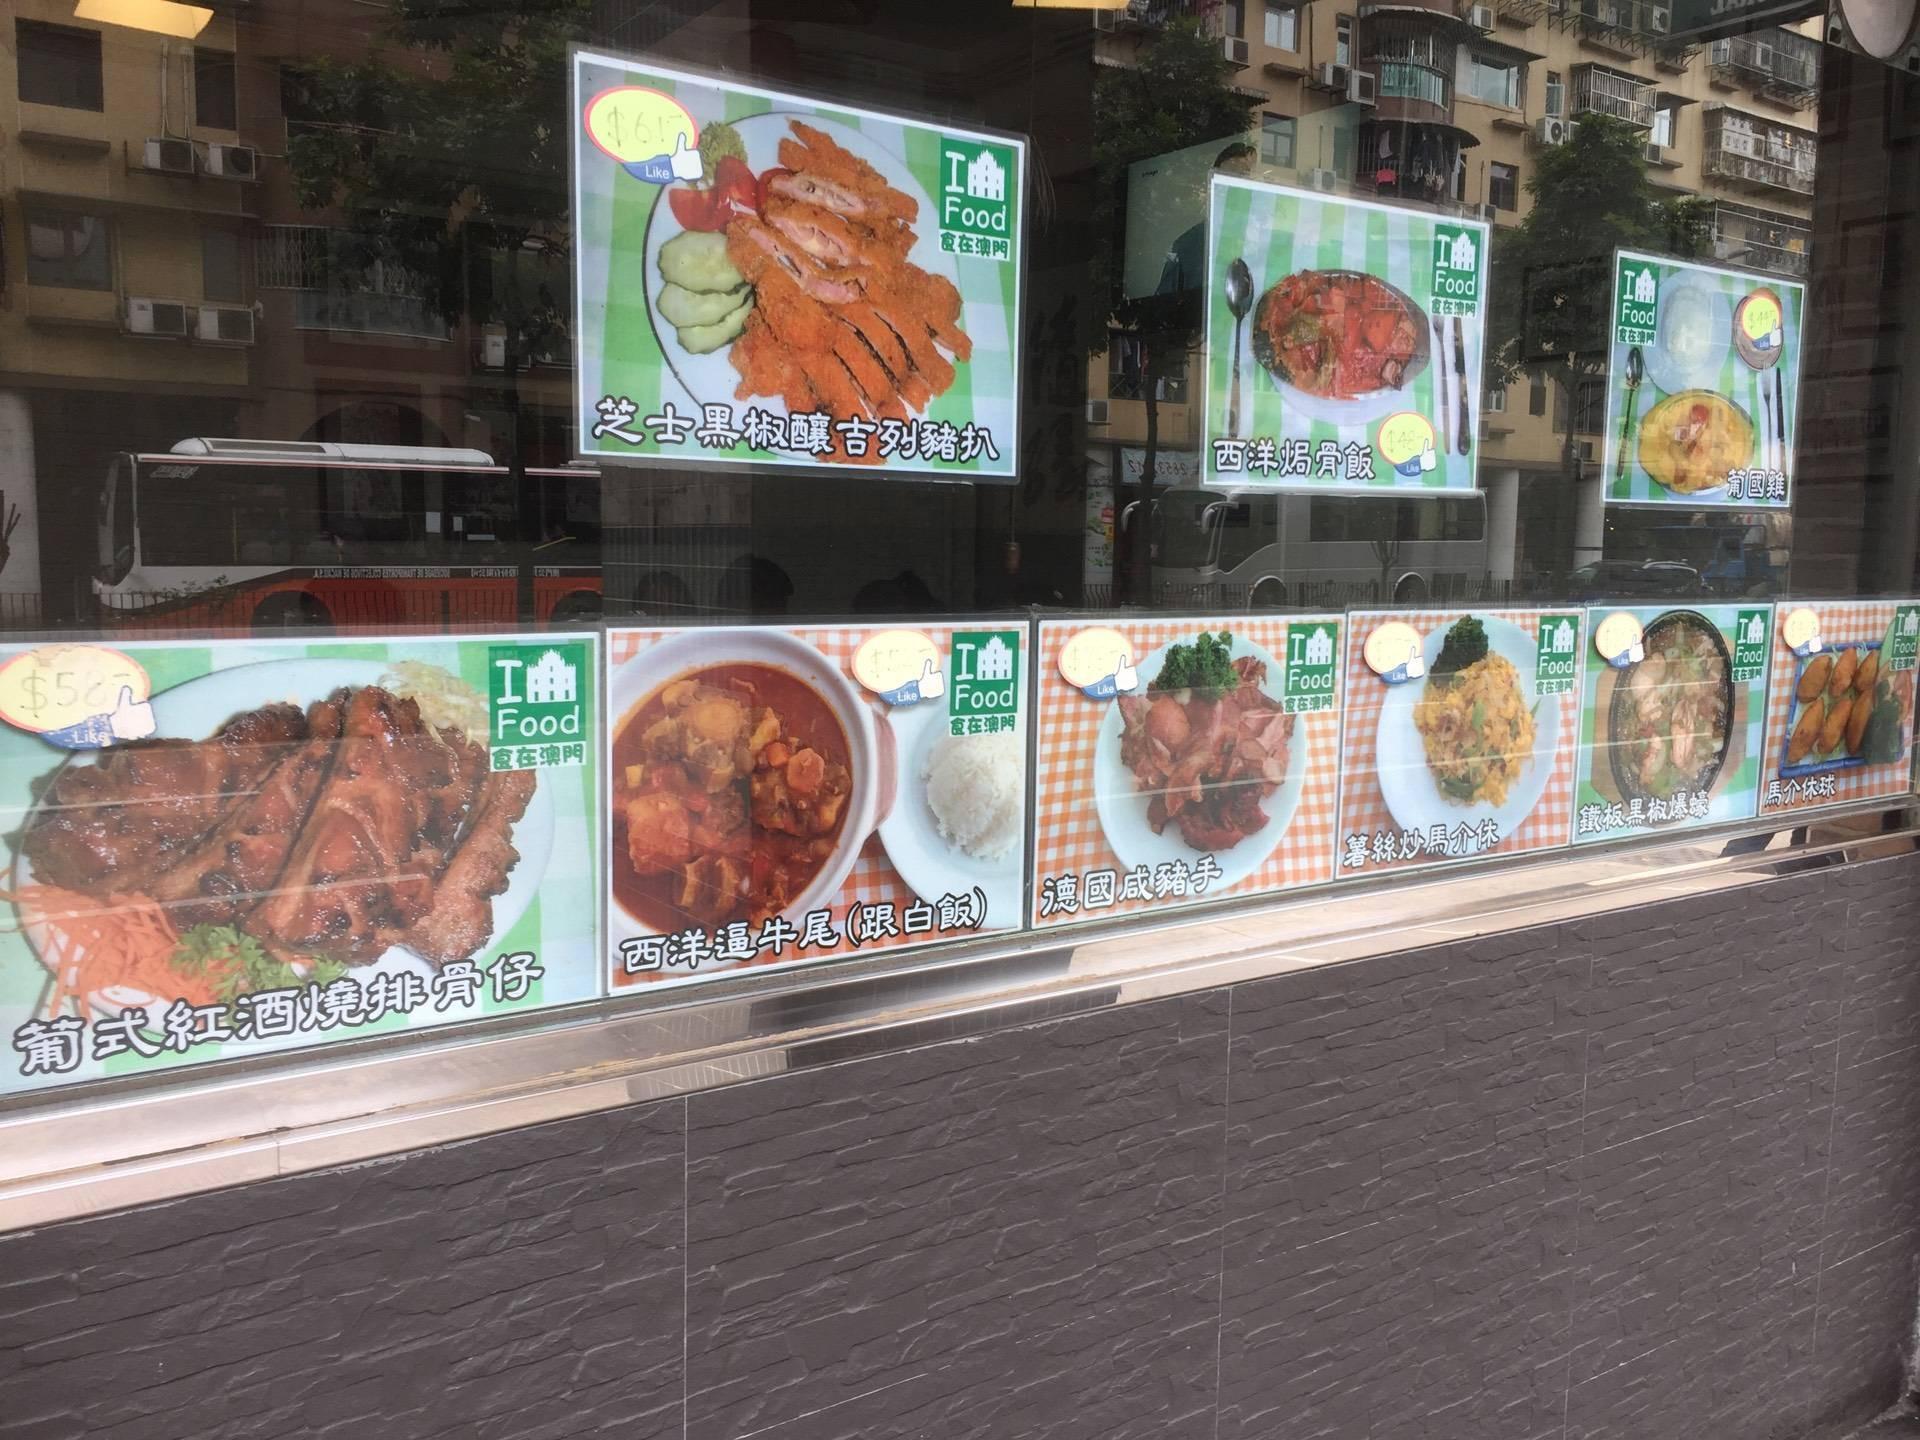 $61-
Like
I Food
食在澳門
芝士黑椒釀吉列豬扒
I Food
食在澳門
西洋焗骨飯
$48-
Like
I Food
食在澳門
葡國雞
$58-
Like
I Food
食在澳門
葡式紅酒燒排骨仔
Like
I Food
食在澳門
西洋逼牛尾(跟白飯)
Like
I Food
食在澳門
德國咸豬手
Like
I Food
食在澳門
薯絲炒馬介休
I Food
食在澳門
鐵板黑椒爆蠔
I Food
食在澳門
馬介休球